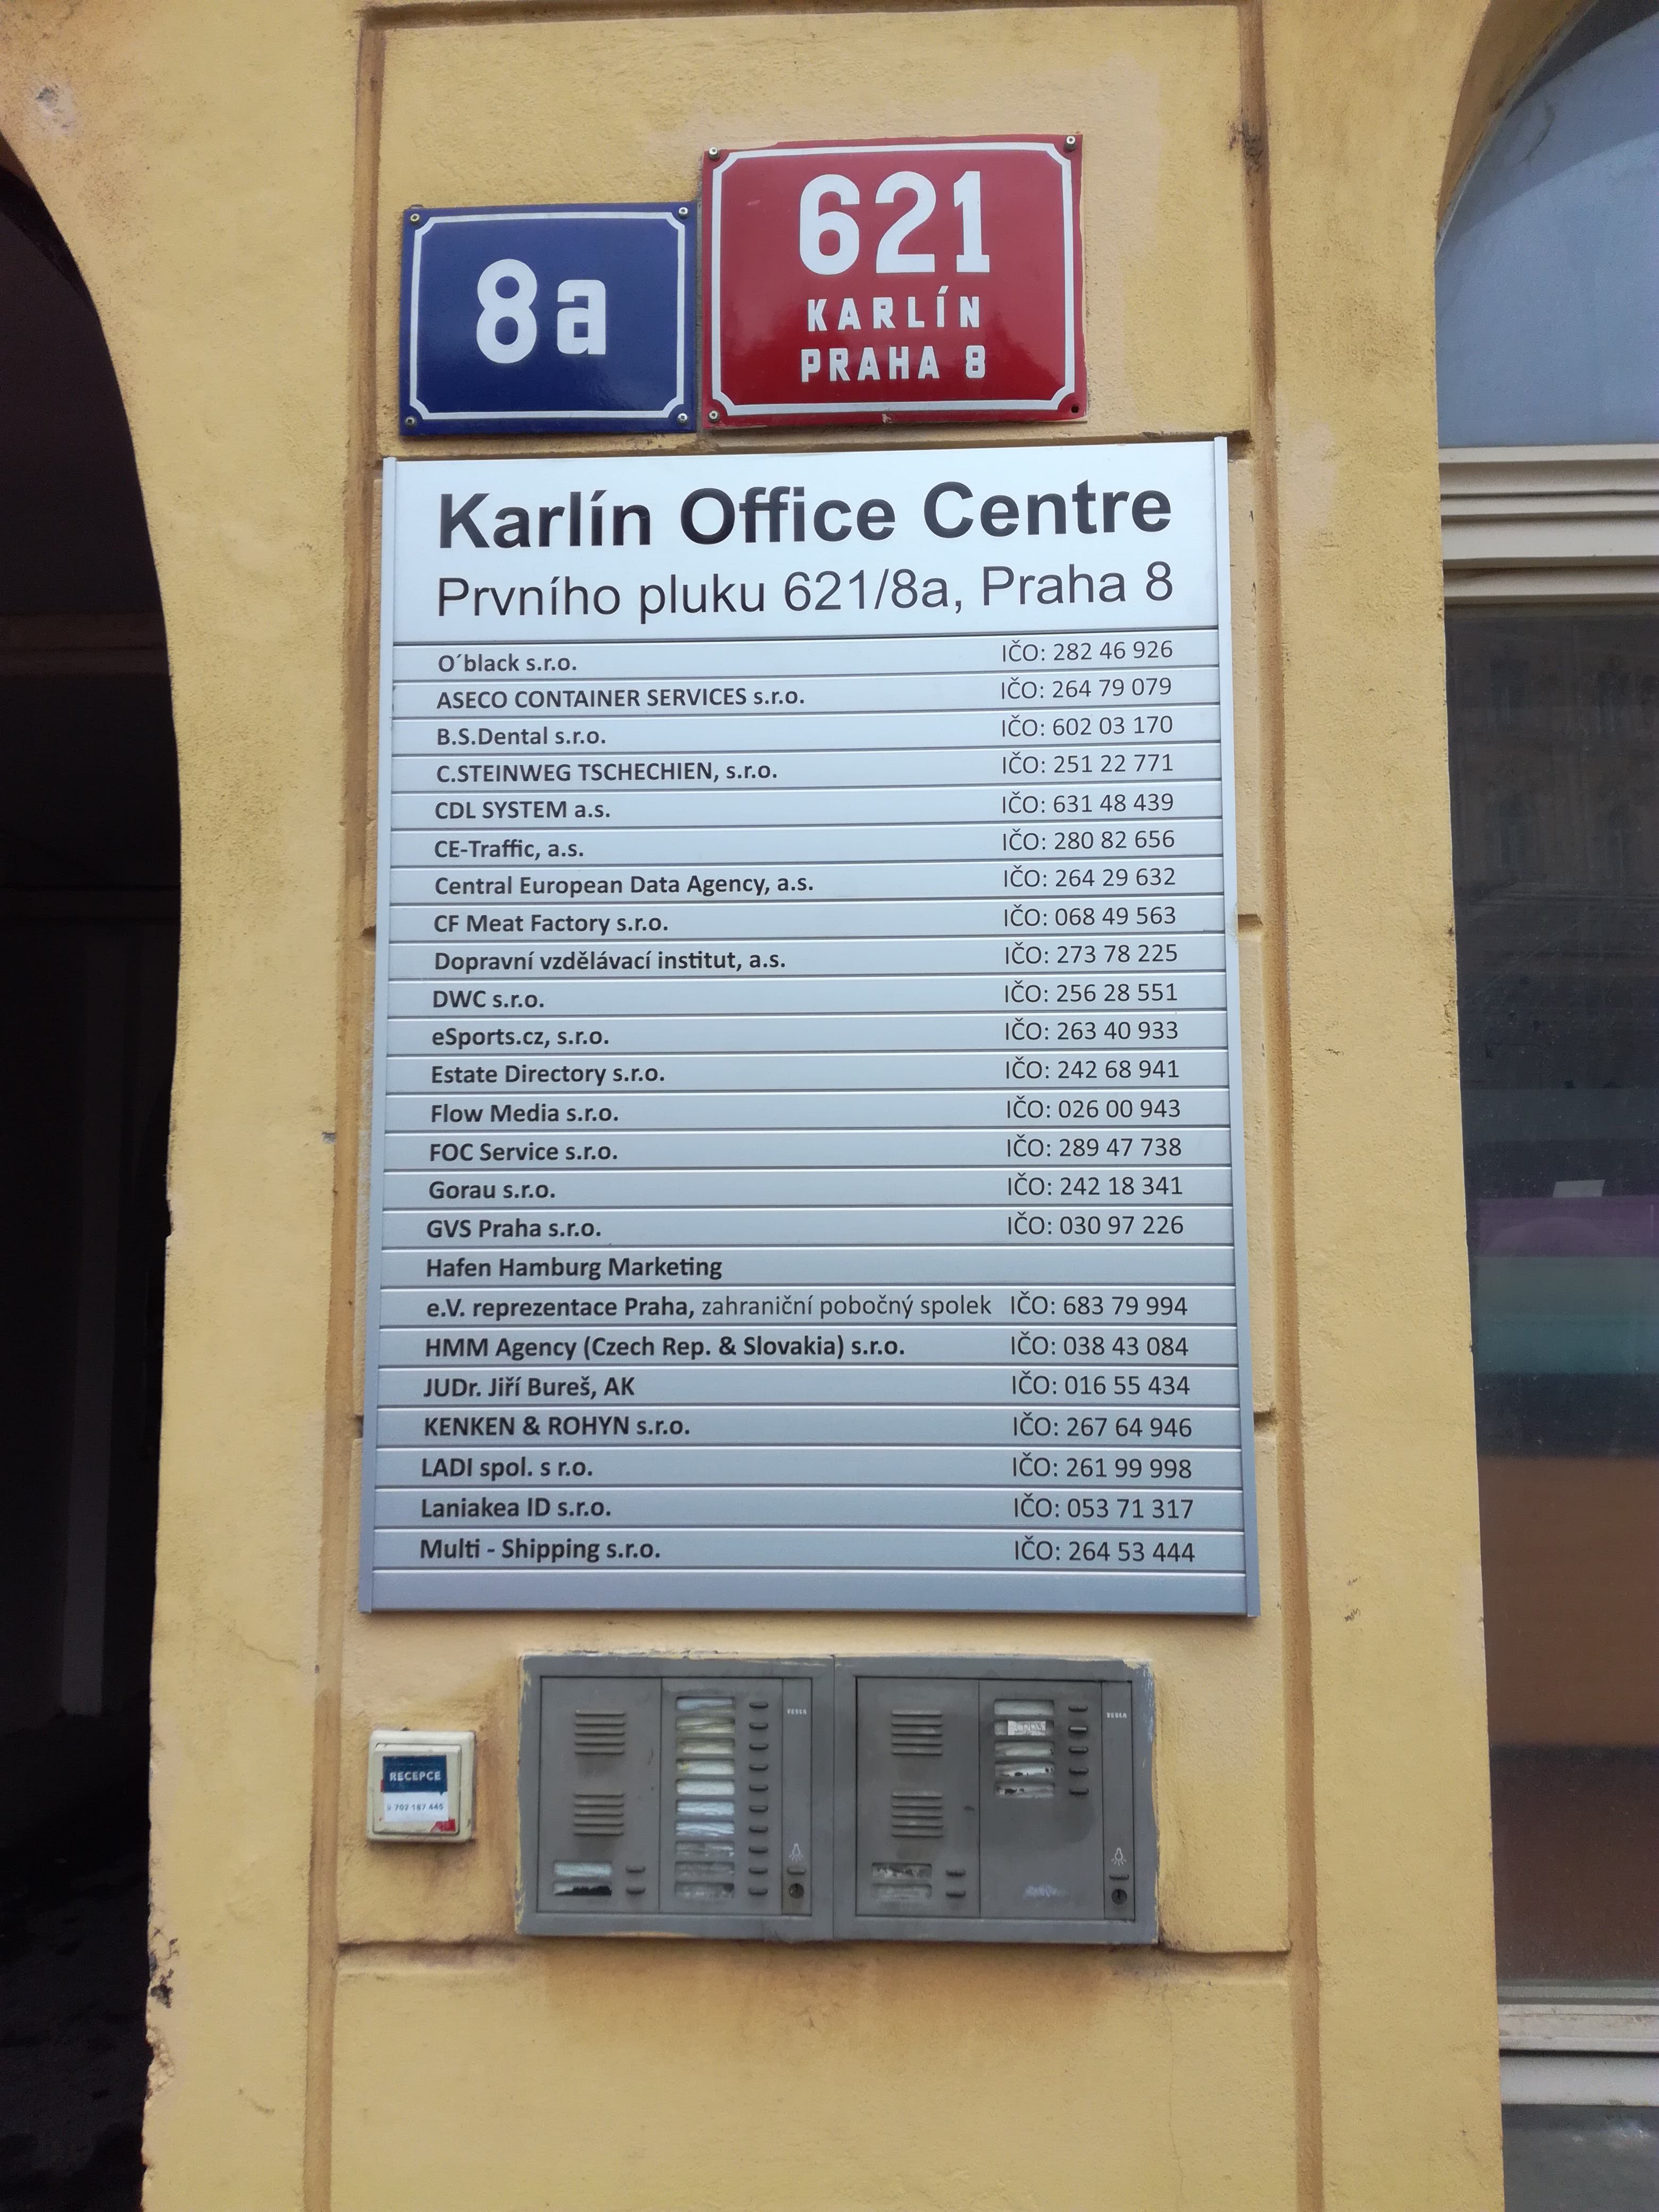 8a
621
KARLÍN
PRAHA 8
Karlín Office Centre
Prvního pluku 621/8a, Praha 8
O´black s.r.o. IČO: 282 46 926
ASECO CONTAINER SERVICES s.r.o. IČO: 264 79 079
B.S.Dental s.r.o. IČO: 602 03 170
C.STEINWEG TSCHECHIEN, s.r.o. IČO: 251 22 771
CDL SYSTEM a.s. IČO: 631 48 439
CE-Traffic, a.s. IČO: 280 82 656
Central European Data Agency, a.s. IČO: 264 29 632
CF Meat Factory s.r.o. IČO: 068 49 563
Dopravní vzdělávací institut, a.s. IČO: 273 78 225
DWC s.r.o. IČO: 256 28 551
eSports.cz, s.r.o. IČO: 263 40 933
Estate Directory s.r.o. IČO: 242 68 941
Flow Media s.r.o. IČO: 026 00 943
FOC Service s.r.o. IČO: 289 47 738
Gorau s.r.o. IČO: 242 18 341
GVS Praha s.r.o. IČO: 030 97 226
Hafen Hamburg Marketing
e.V. reprezentace Praha, zahraniční pobočný spolek IČO: 683 79 994
HMM Agency (Czech Rep. & Slovakia) s.r.o. IČO: 038 43 084
JUDr. Jiří Bureš, AK IČO: 016 55 434
KENKEN & ROHYN s.r.o. IČO: 267 64 946
LADI spol. s r.o. IČO: 261 99 998
Laniakea ID s.r.o. IČO: 053 71 317
Multi - Shipping s.r.o. IČO: 264 53 444
TESLA TESLA
RECEPCE
707 187 445